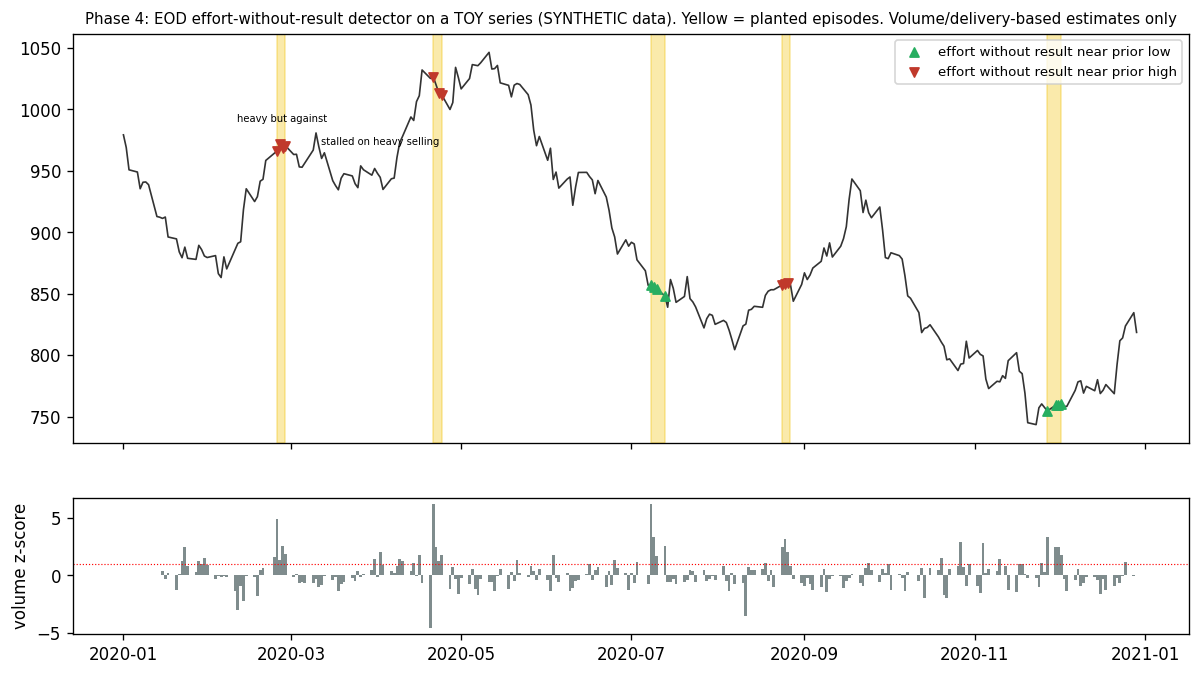 Phase 4: EOD effort-without-result detector on a TOY series (SYNTHETIC data). Yellow = planted episodes. Volume/delivery-based estimates only
1050
effort without result near prior low
effort without result near prior high
1000
heavy but against
stalled on heavy selling
950
900
850
800
750
volume z-score
5
0
−5
2020-01
2020-03
2020-05
2020-07
2020-09
2020-11
2021-01